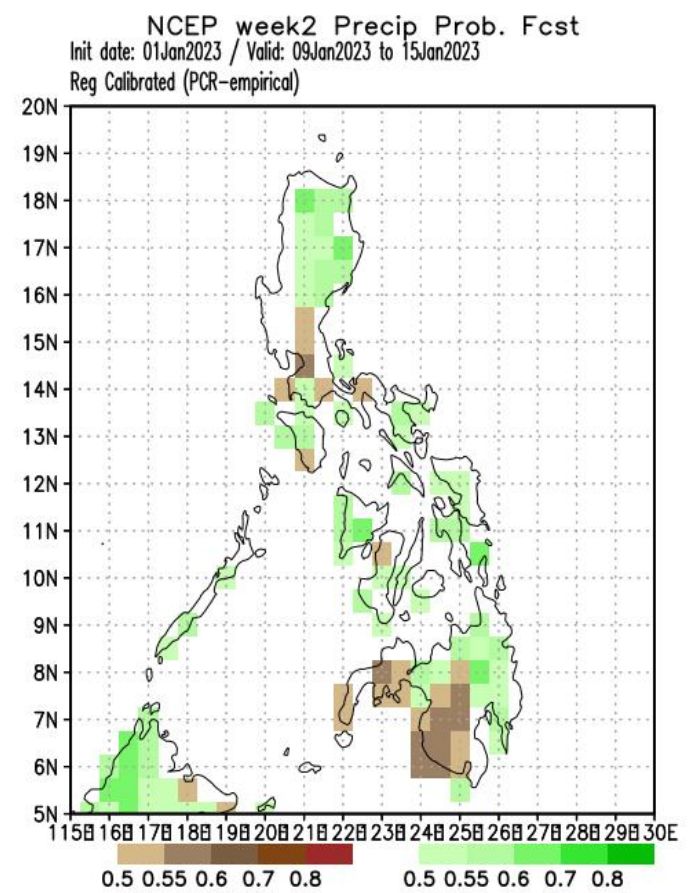 NCEP week2 Precip Prob. Fcst
Init date: 01Jan2023 / Valid: 09Jan2023 to 15Jan2023
Reg Calibrated (PCR-empirical)
20N
19N
18N
17N
16N
15N
14N
13N
12N
11N
10N
9N
8N
7N
6N
5N
115E 116E 117E 118E 119E 120E 121E 122E 123E 124E 125E 126E 127E 128E 129E 130E
0.5 0.55 0.6 0.7 0.8 0.5 0.55 0.6 0.7 0.8